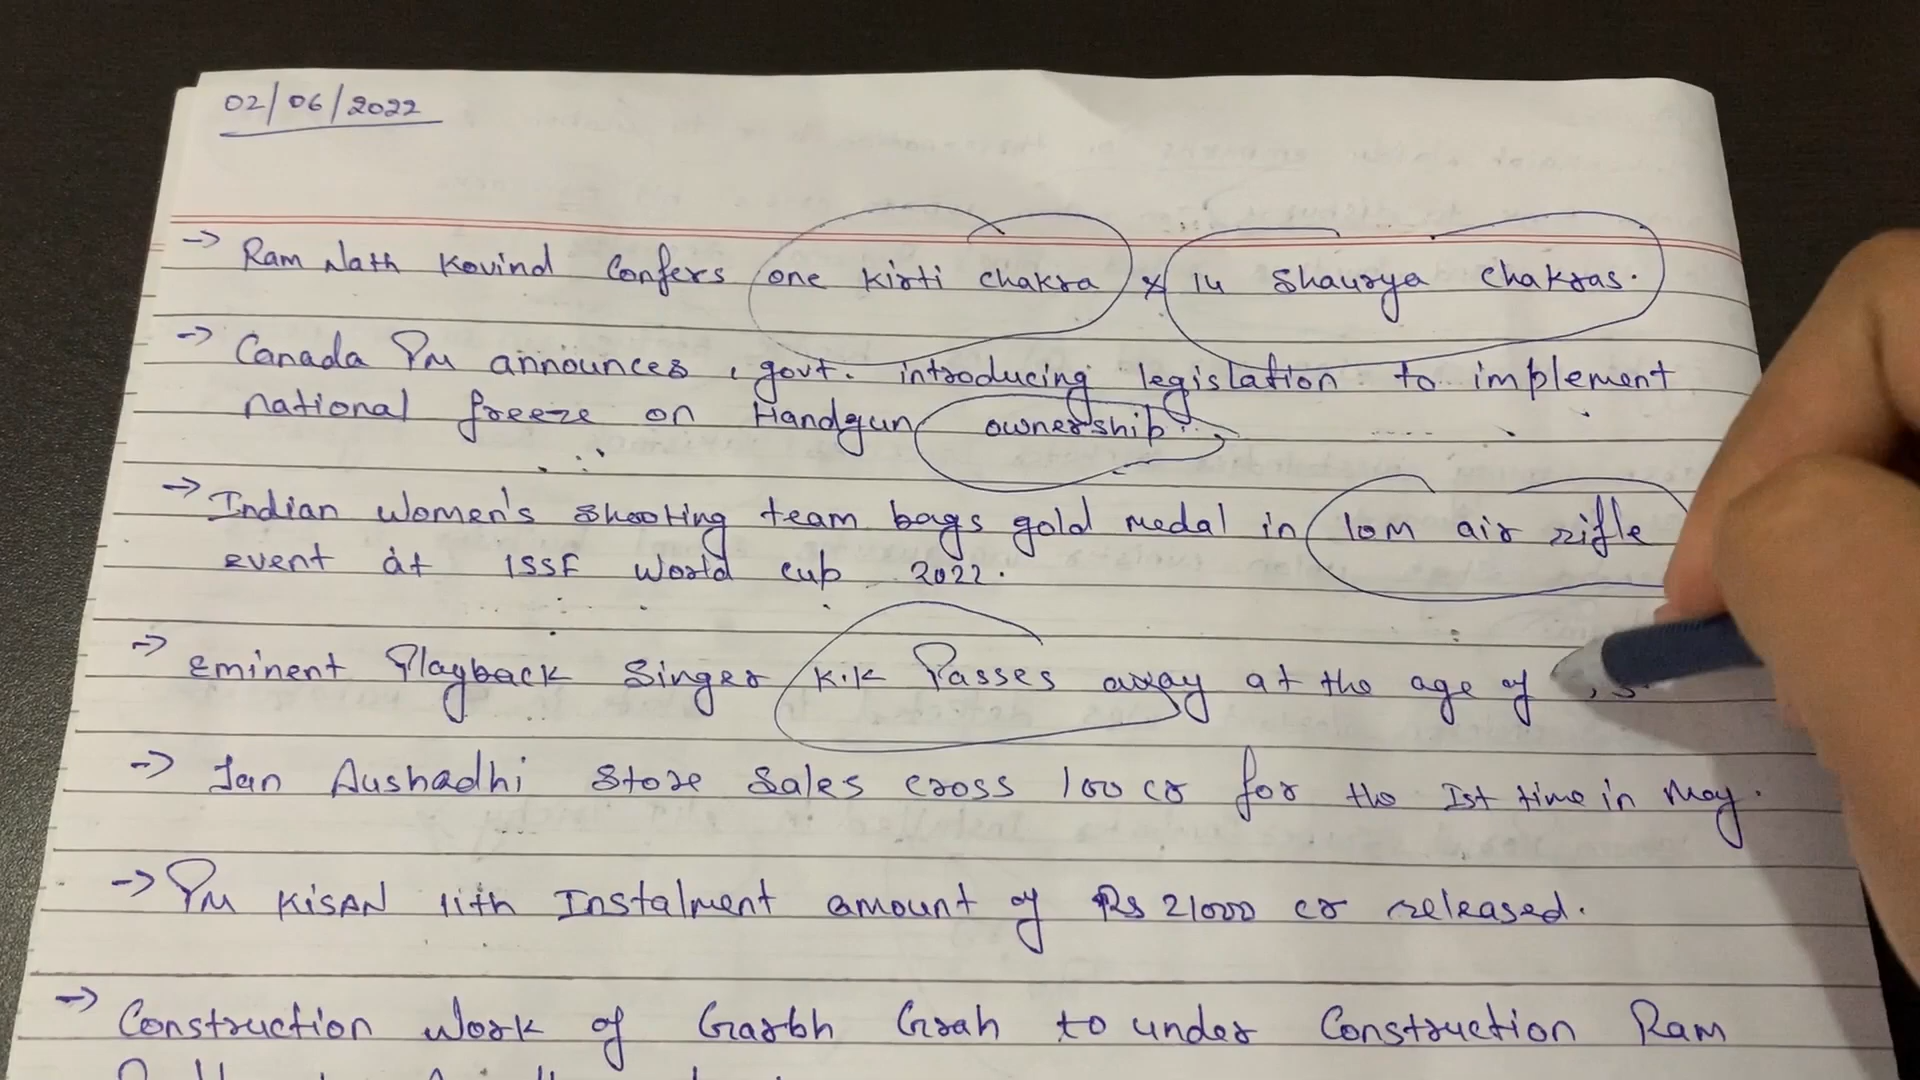 02/06/2022
-> Ram Nath Kovind Confers one Kirti Chakra & 14 Shaurya Chakras.
-> Canada PM announces, govt. introducing legislation to implement
national freeze on Handgun ownership.
-> Indian women's shooting team bags gold medal in 10M air rifle
event at ISSF World Cup 2022.
-> Eminent Playback Singer K.K Passes away at the age of
-> Jan Aushadhi Store Sales cross 100 cr for the 1st time in May.
-> PM KISAN 11th Instalment amount of Rs 21000 cr released.
-> Construction work of Garbh Grah to under Construction Ram